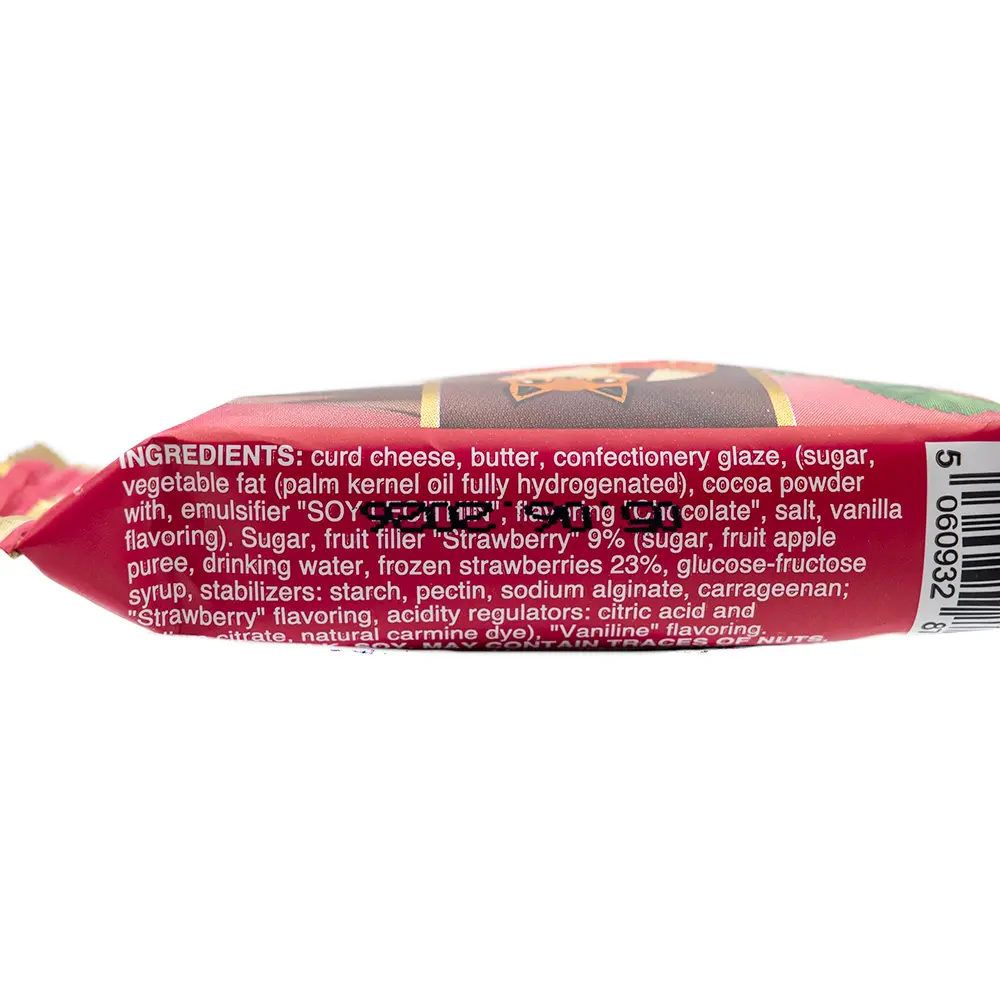 INGREDIENTS: curd cheese, butter, confectionery glaze, (sugar,
vegetable fat (palm kernel oil fully hydrogenated), cocoa powder
with, emulsifier "SOY LECITHIN", flavoring "Chocolate", salt, vanilla
flavoring). Sugar, fruit filler "Strawberry" 9% (sugar, fruit apple
puree, drinking water, frozen strawberries 23%, glucose-fructose
syrup, stabilizers: starch, pectin, sodium alginate, carrageenan;
"Strawberry" flavoring, acidity regulators: citric acid and
citrate, natural carmine dye), "Vaniline" flavoring.
SOY. MAY CONTAIN TRACES OF NUTS.
5 060932